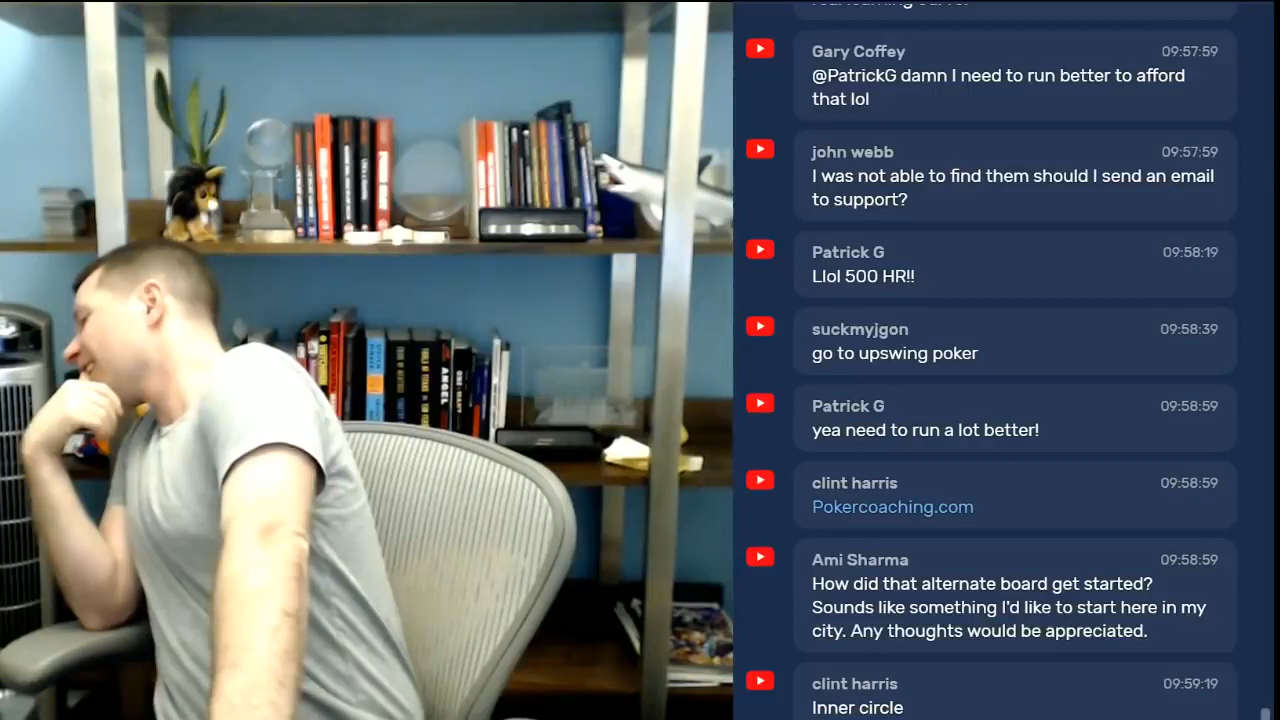 Gary Coffey
09:57:59
@PatrickG damn I need to run better to afford
that lol
john webb
09:57:59
I was not able to find them should I send an email
to support?
Patrick G
09:58:19
Llol 500 HR!!
suckmyjgon
09:58:39
go to upswing poker
Patrick G
09:58:59
yea need to run a lot better!
clint harris
09:58:59
Pokercoaching.com
Ami Sharma
09:58:59
How did that alternate board get started?
Sounds like something I'd like to start here in my
city. Any thoughts would be appreciated.
clint harris
09:59:19
Inner circle
ANGEL